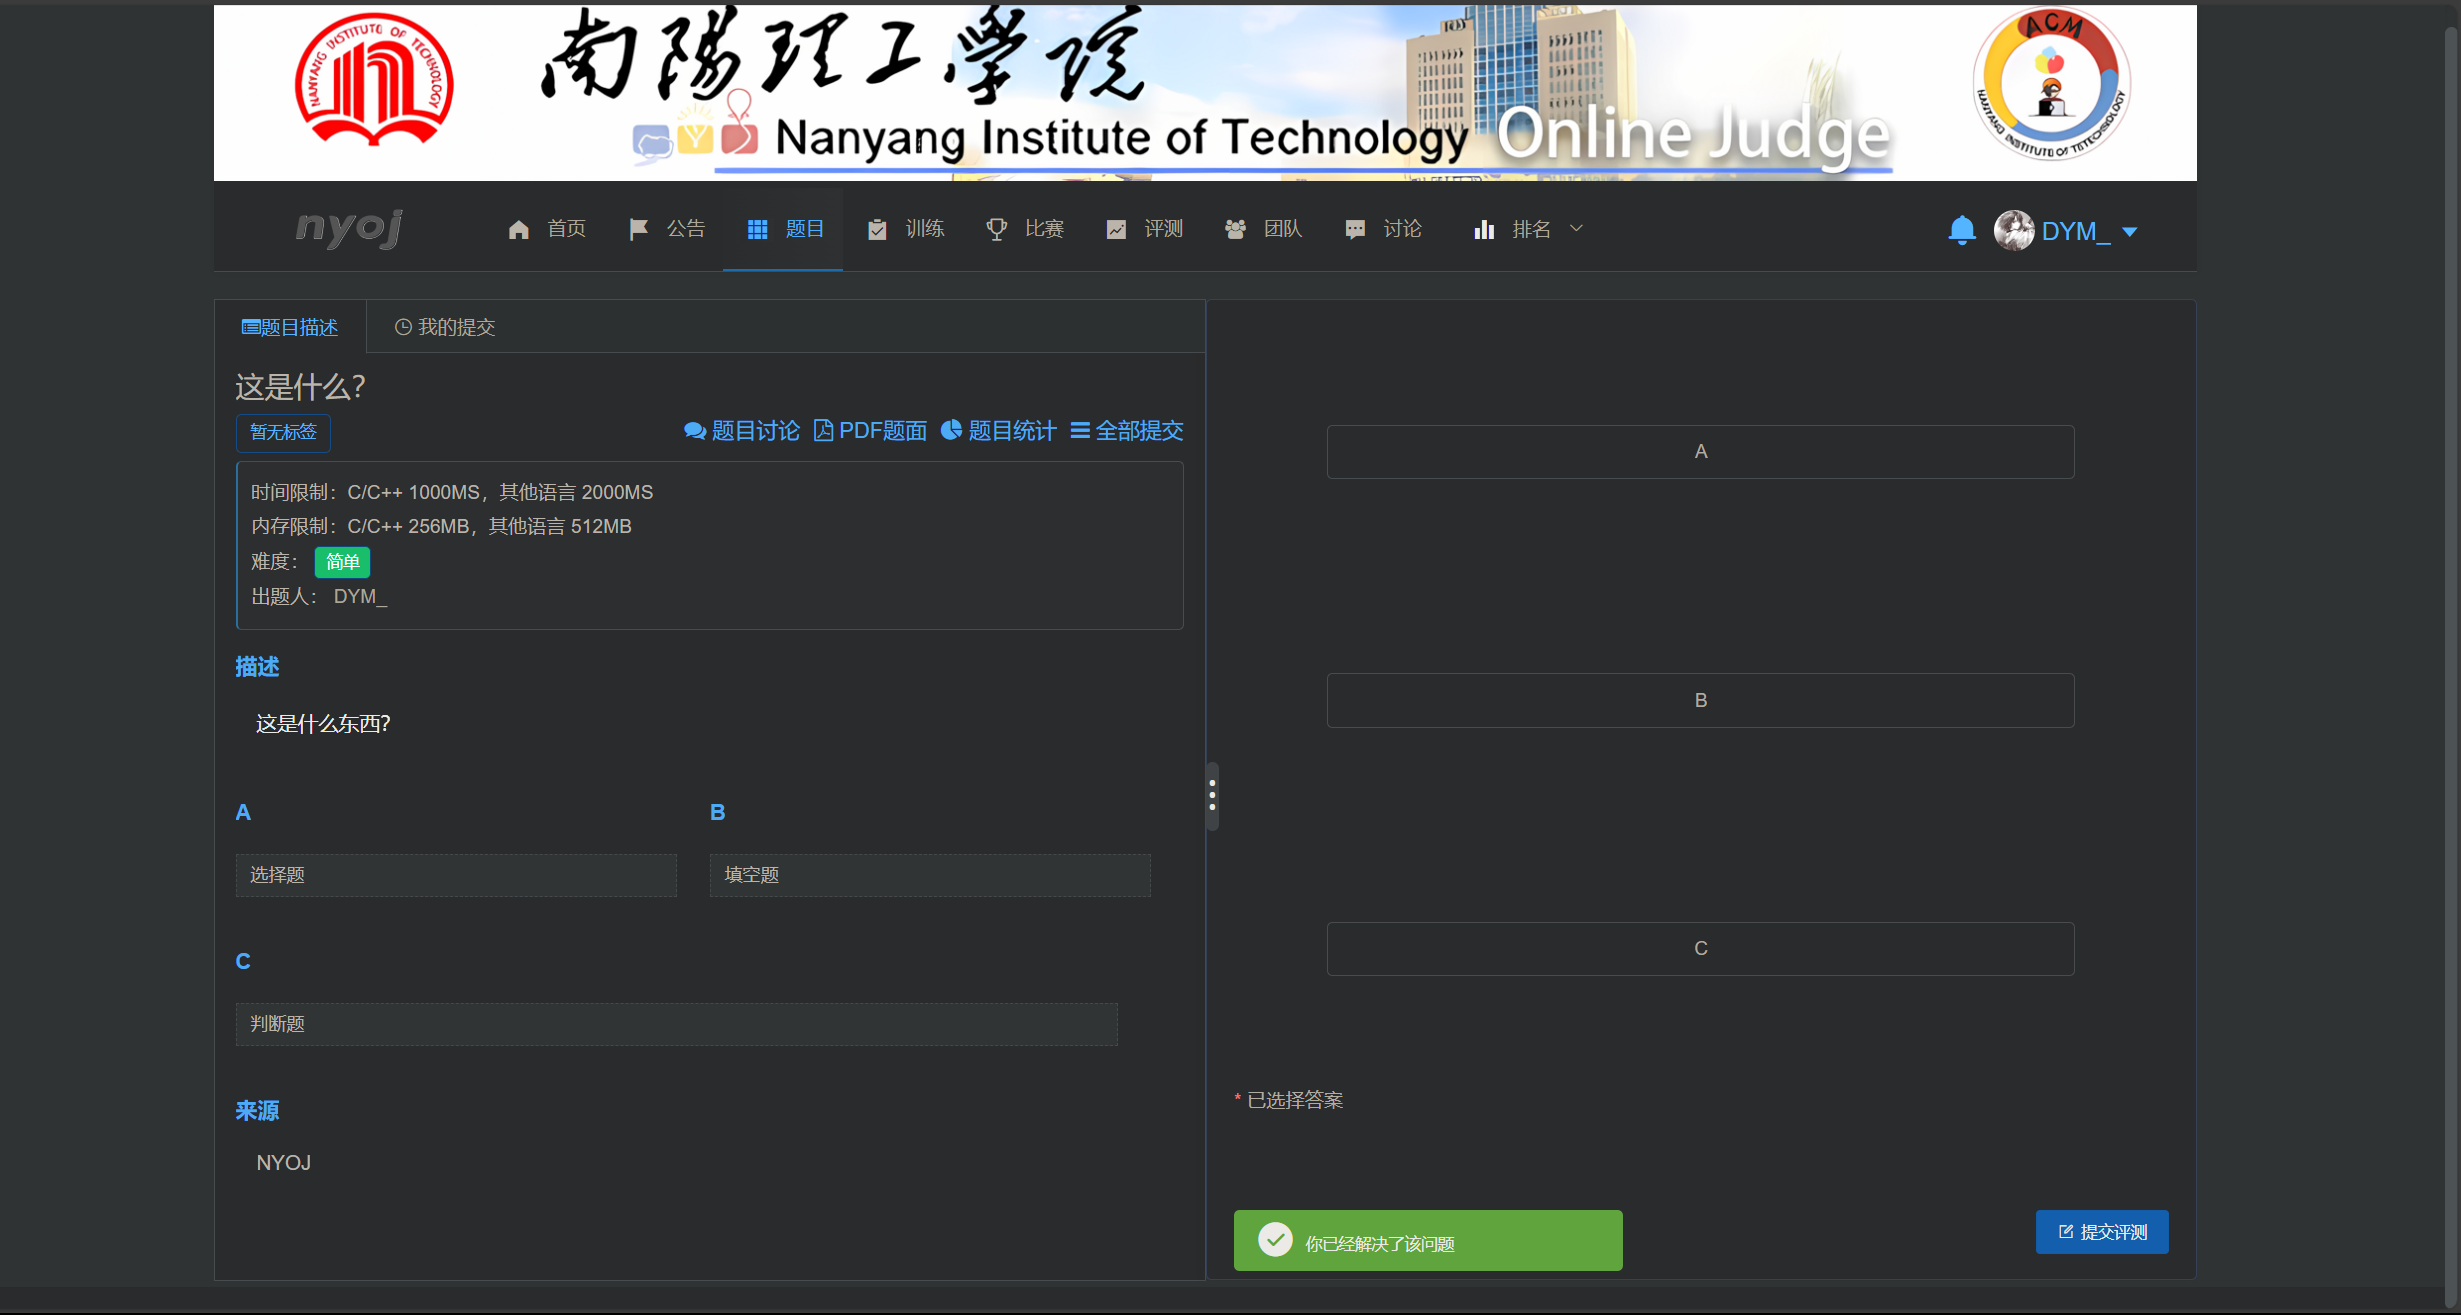 NANYANG INSTITUTE OF TECHNOLOGY
南陽理工學院
Nanyang Institute of Technology Online Judge
ACM
nyoj 首页 公告 题目 训练 比赛 评测 团队 讨论 排名 DYM_
题目描述 我的提交
这是什么?
暂无标签 题目讨论 PDF题面 题目统计 全部提交
时间限制：C/C++ 1000MS，其他语言 2000MS
内存限制：C/C++ 256MB，其他语言 512MB
难度： 简单
出题人： DYM_
描述
这是什么东西?
A B
选择题 填空题
C
判断题
来源
NYOJ
A
B
C
* 已选择答案
你已经解决了该问题
提交评测